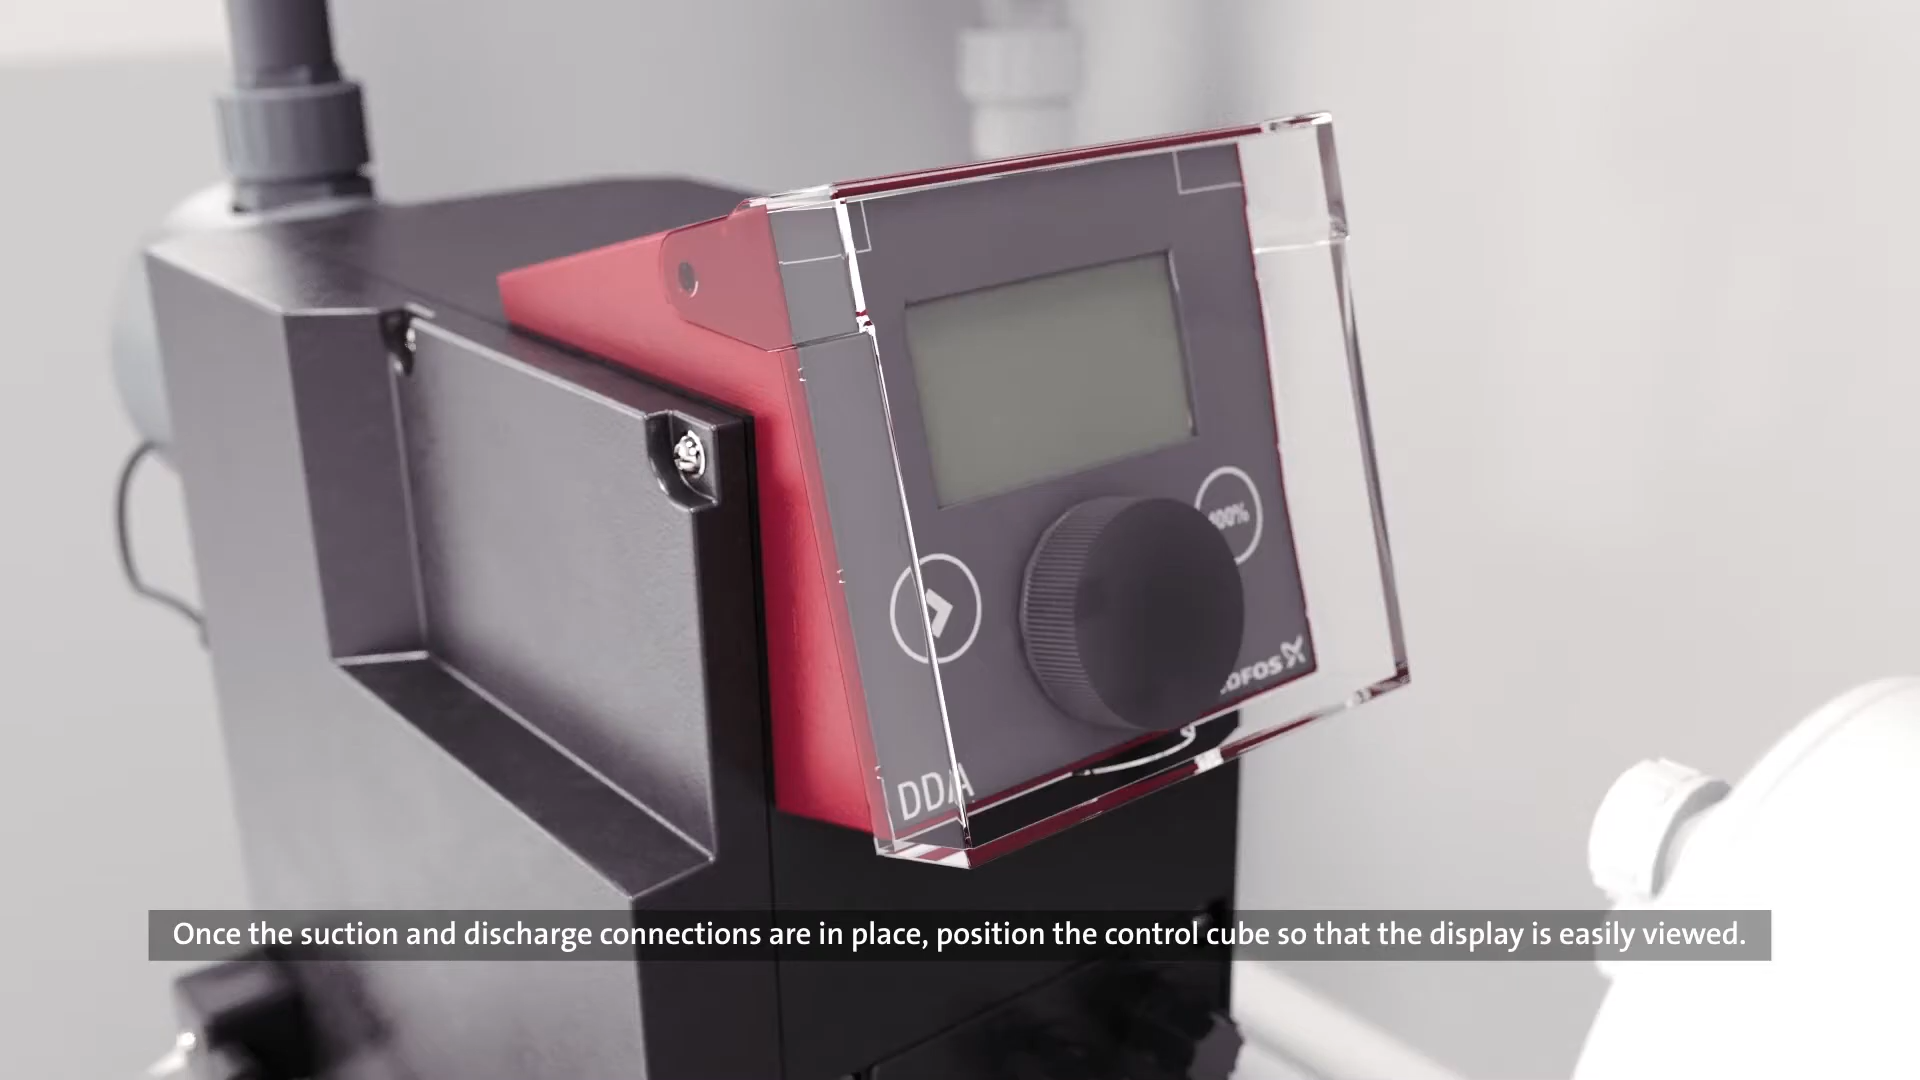 100%
DDA
Once the suction and discharge connections are in place, position the control cube so that the display is easily viewed.